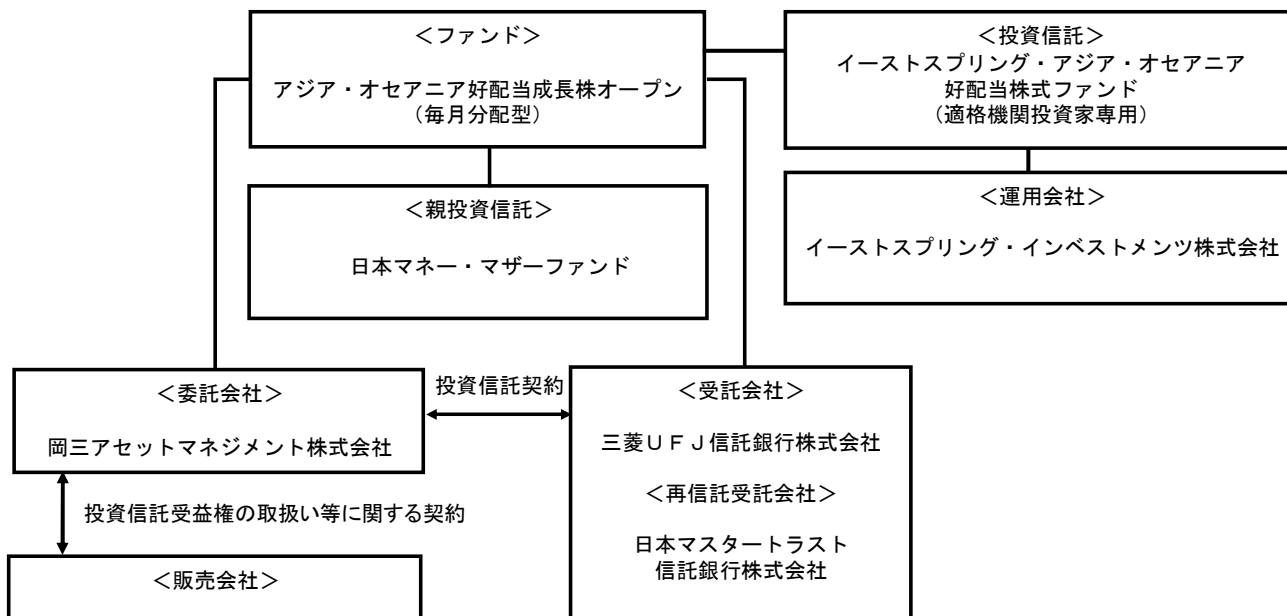 ＜ファンド＞
アジア・オセアニア好配当成長株オープン
（毎月分配型）
＜投資信託＞
イーストスプリング・アジア・オセアニア
好配当株式ファンド
（適格機関投資家専用）
＜親投資信託＞
日本マネー・マザーファンド
＜運用会社＞
イーストスプリング・インベストメンツ株式会社
＜委託会社＞
岡三アセットマネジメント株式会社
投資信託契約
＜受託会社＞
三菱ＵＦＪ信託銀行株式会社
＜再信託受託会社＞
日本マスタートラスト
信託銀行株式会社
投資信託受益権の取扱い等に関する契約
＜販売会社＞